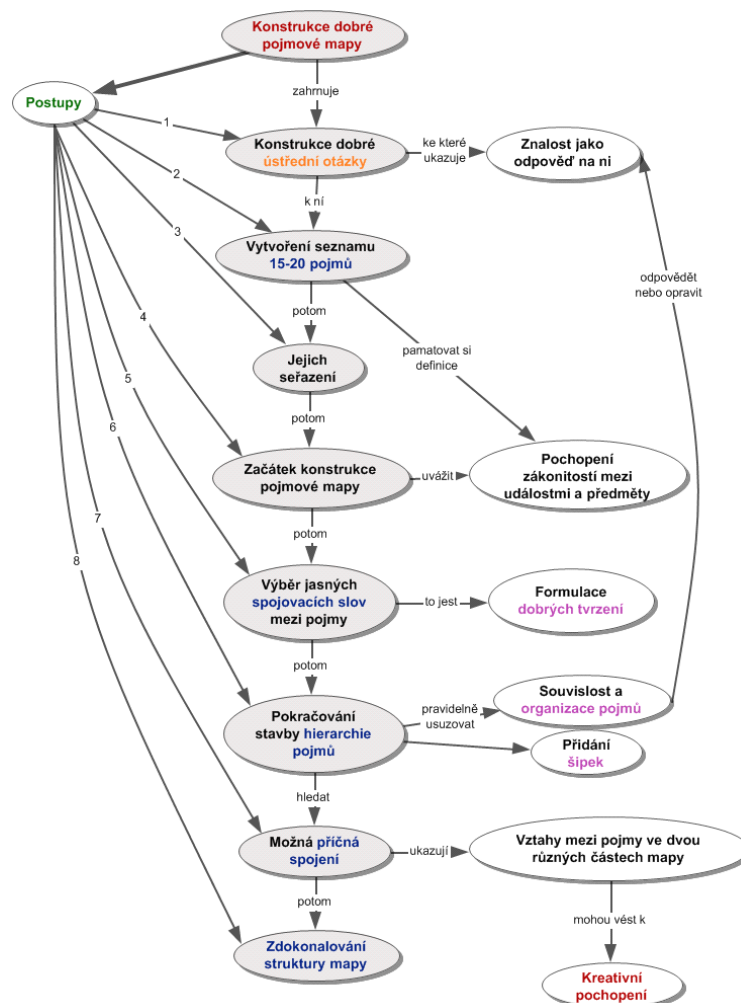 Konstrukce dobré
pojmové mapy
zahrnuje
Postupy
1
Konstrukce dobré
ústřední otázky
ke které
ukazuje
Znalost jako
odpověď na ni
2
k ní
3
Vytvoření seznamu
15-20 pojmů
odpovědět
nebo opravit
4
potom
pamatovat si
definice
Jejich
seřazení
5
potom
6
Začátek konstrukce
pojmové mapy
uvážit
Pochopení
zákonitostí mezi
událostmi a předměty
7
potom
8
Výběr jasných
spojovacích slov
mezi pojmy
to jest
Formulace
dobrých tvrzení
potom
Pokračování
stavby hierarchie
pojmů
pravidelně
usuzovat
Souvislost a
organizace pojmů
Přidání
šipek
hledat
Možná příčná
spojení
ukazují
Vztahy mezi pojmy ve dvou
různých částech mapy
potom
mohou vést k
Zdokonalování
struktury mapy
Kreativní
pochopení